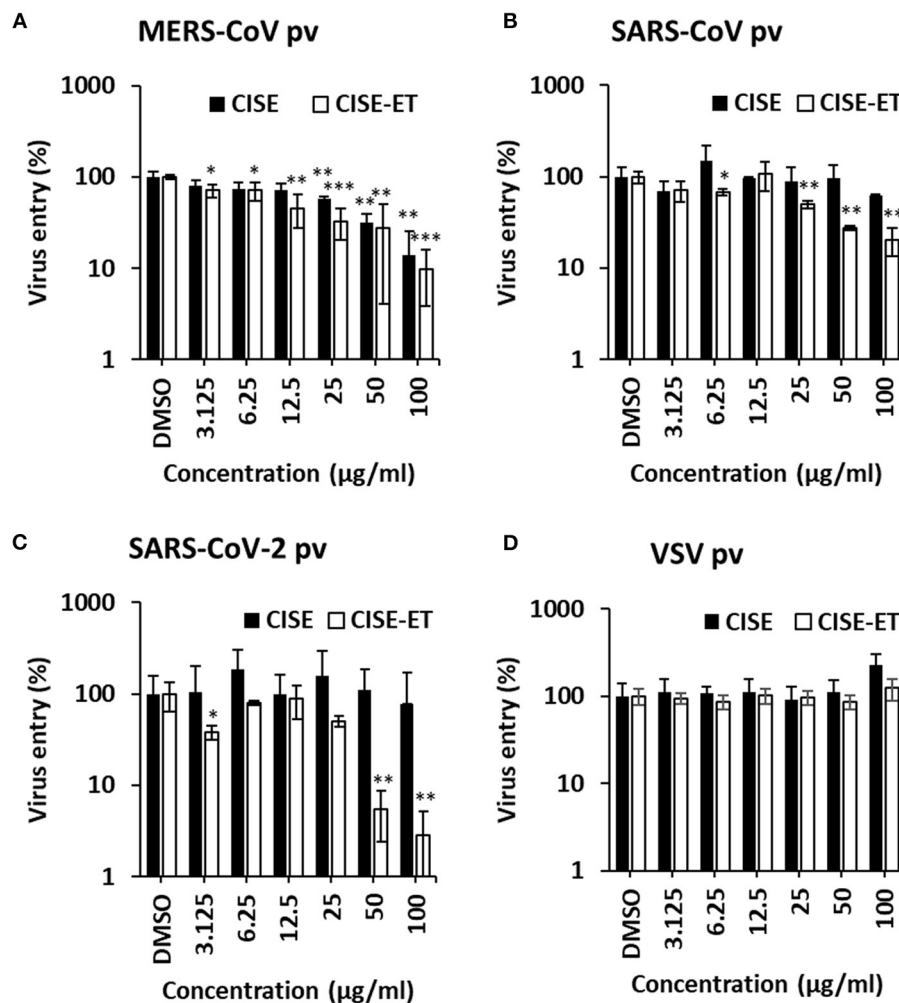 A
MERS-CoV pv
1000
100
10
1
Virus entry (%)
CISE
CISE-ET
*
*
**
**
***
**
**
**
***
DMSO
3.125
6.25
12.5
25
50
100
Concentration (µg/ml)
B
SARS-CoV pv
1000
100
10
1
Virus entry (%)
CISE
CISE-ET
*
**
**
**
DMSO
3.125
6.25
12.5
25
50
100
Concentration (µg/ml)
C
SARS-CoV-2 pv
1000
100
10
1
Virus entry (%)
CISE
CISE-ET
*
**
**
DMSO
3.125
6.25
12.5
25
50
100
Concentration (µg/ml)
D
VSV pv
1000
100
10
1
Virus entry (%)
CISE
CISE-ET
DMSO
3.125
6.25
12.5
25
50
100
Concentration (µg/ml)